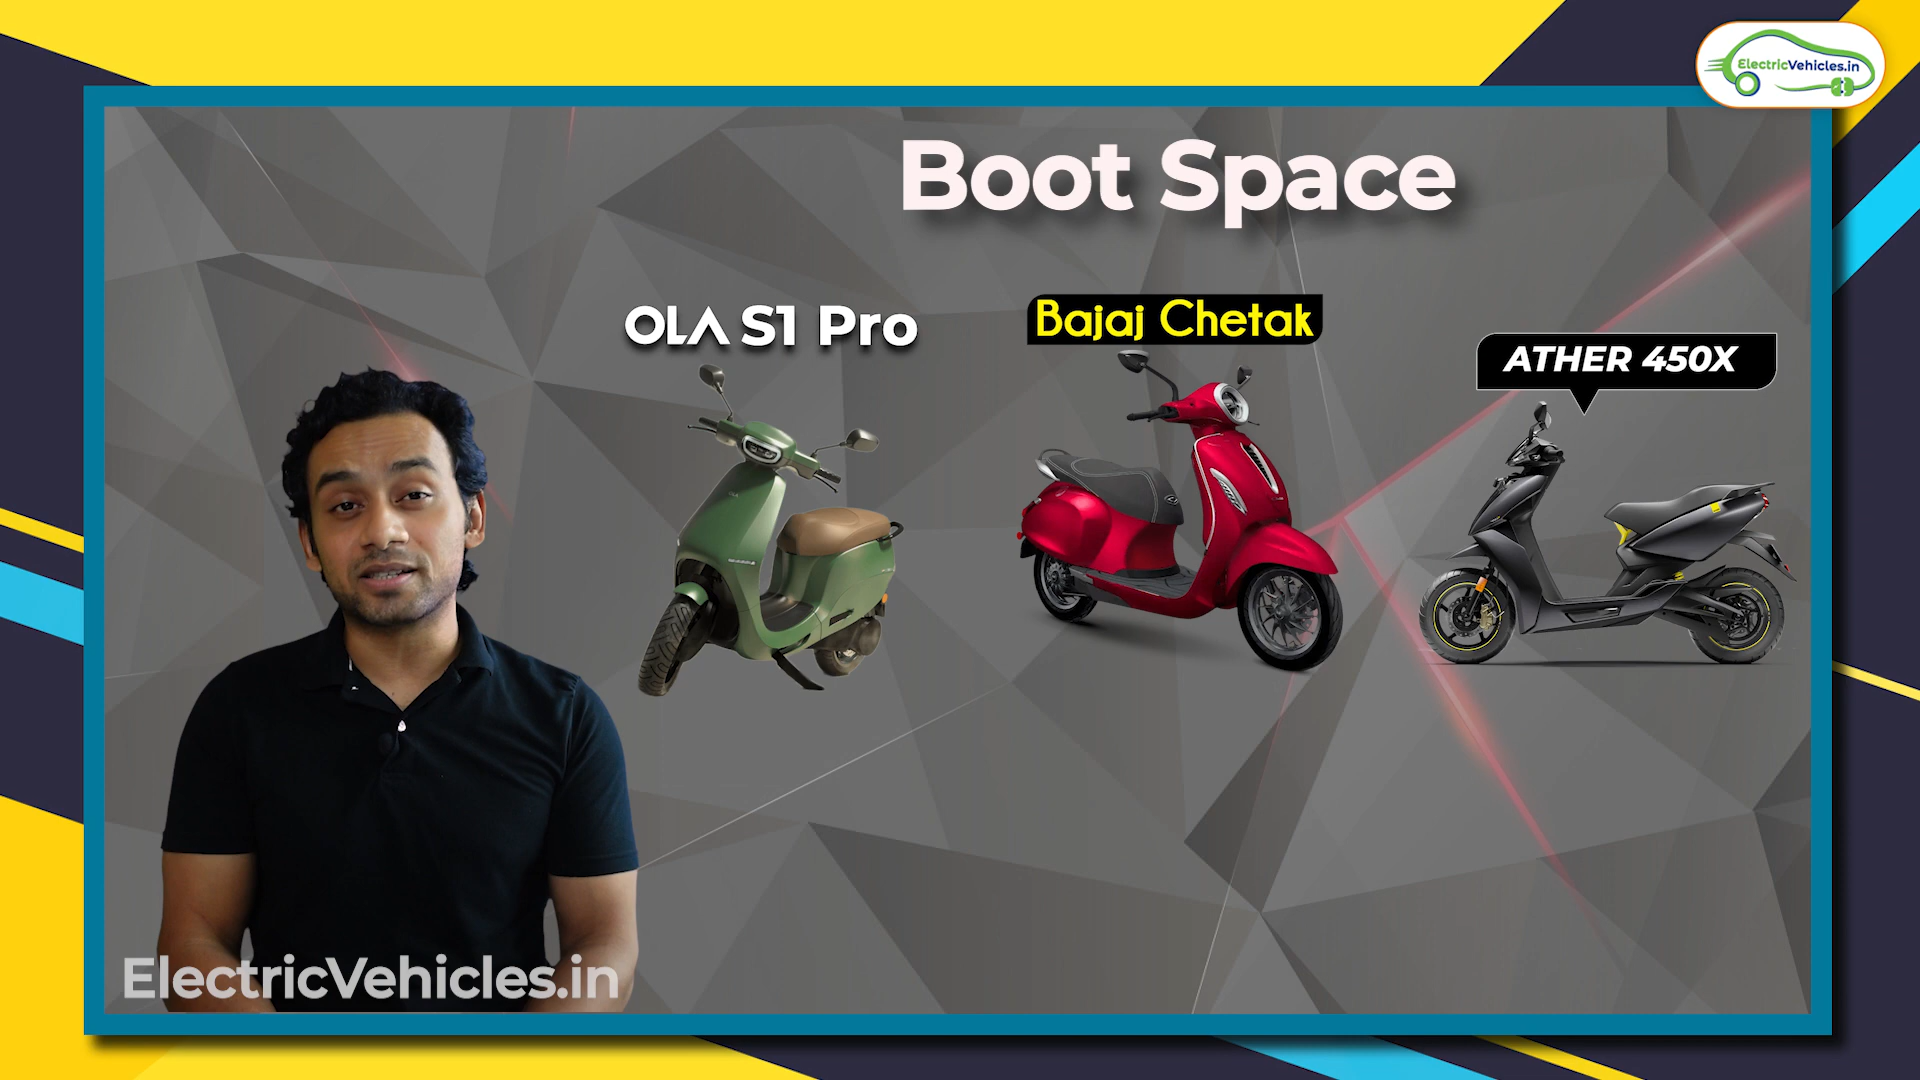 ElectricVehicles.in
Boot Space
OLA S1 Pro
Bajaj Chetak
ATHER 450X
ElectricVehicles.in